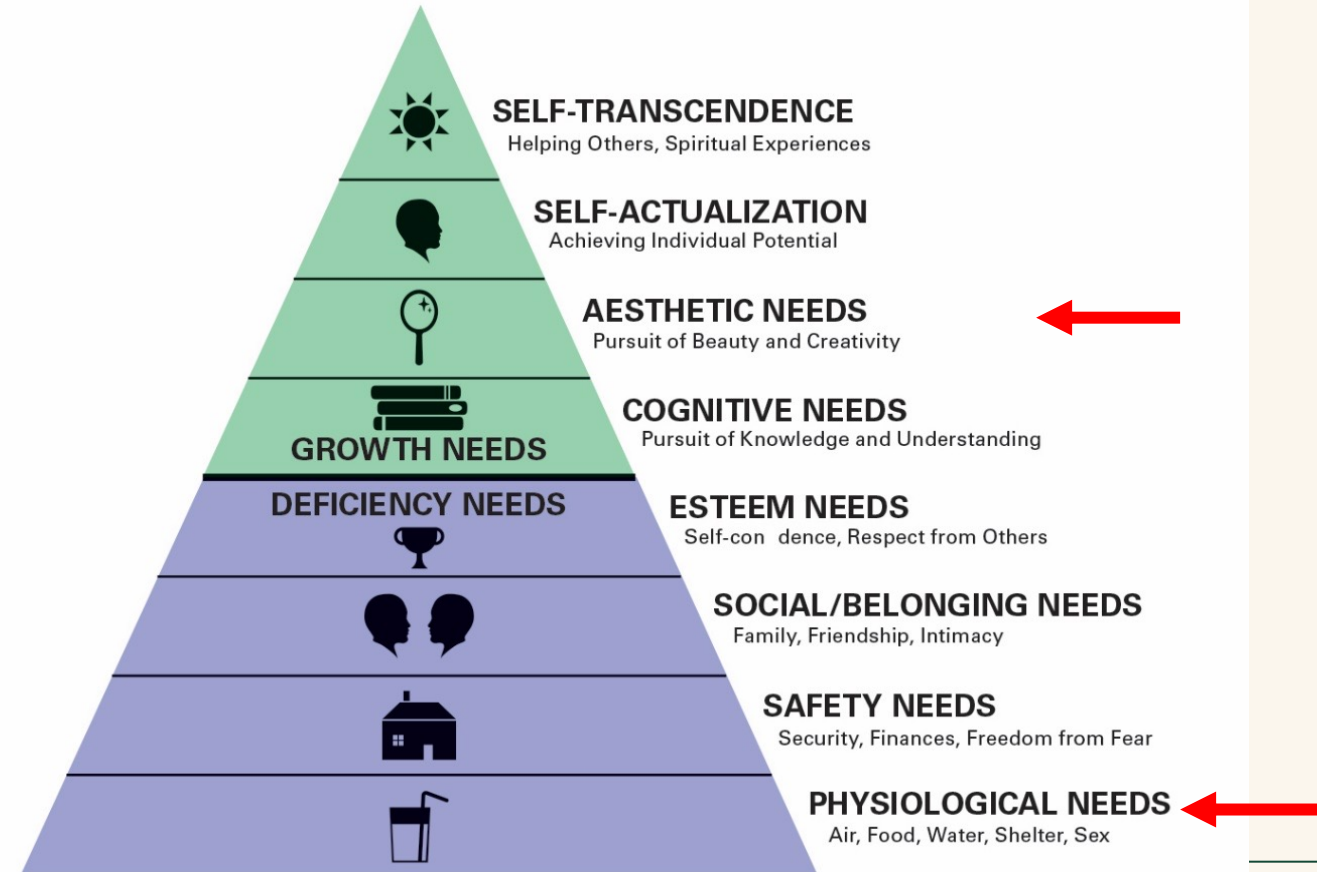 SELF-TRANSCENDENCE
Helping Others, Spiritual Experiences
SELF-ACTUALIZATION
Achieving Individual Potential
AESTHETIC NEEDS
Pursuit of Beauty and Creativity
COGNITIVE NEEDS
Pursuit of Knowledge and Understanding
GROWTH NEEDS
DEFICIENCY NEEDS
ESTEEM NEEDS
Self-con dence, Respect from Others
SOCIAL/BELONGING NEEDS
Family, Friendship, Intimacy
SAFETY NEEDS
Security, Finances, Freedom from Fear
PHYSIOLOGICAL NEEDS
Air, Food, Water, Shelter, Sex